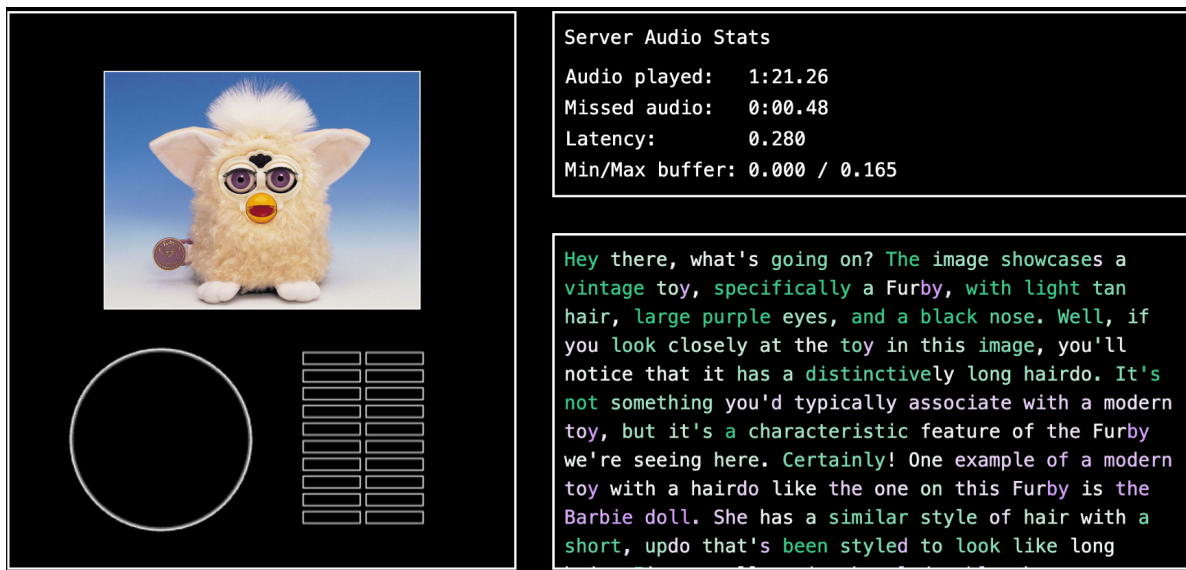 Server Audio Stats
Audio played: 1:21.26
Missed audio: 0:00.48
Latency: 0.280
Min/Max buffer: 0.000 / 0.165
Hey there, what's going on? The image showcases a
vintage toy, specifically a Furby, with light tan
hair, large purple eyes, and a black nose. Well, if
you look closely at the toy in this image, you'll
notice that it has a distinctively long hairdo. It's
not something you'd typically associate with a modern
toy, but it's a characteristic feature of the Furby
we're seeing here. Certainly! One example of a modern
toy with a hairdo like the one on this Furby is the
Barbie doll. She has a similar style of hair with a
short, updo that's been styled to look like long